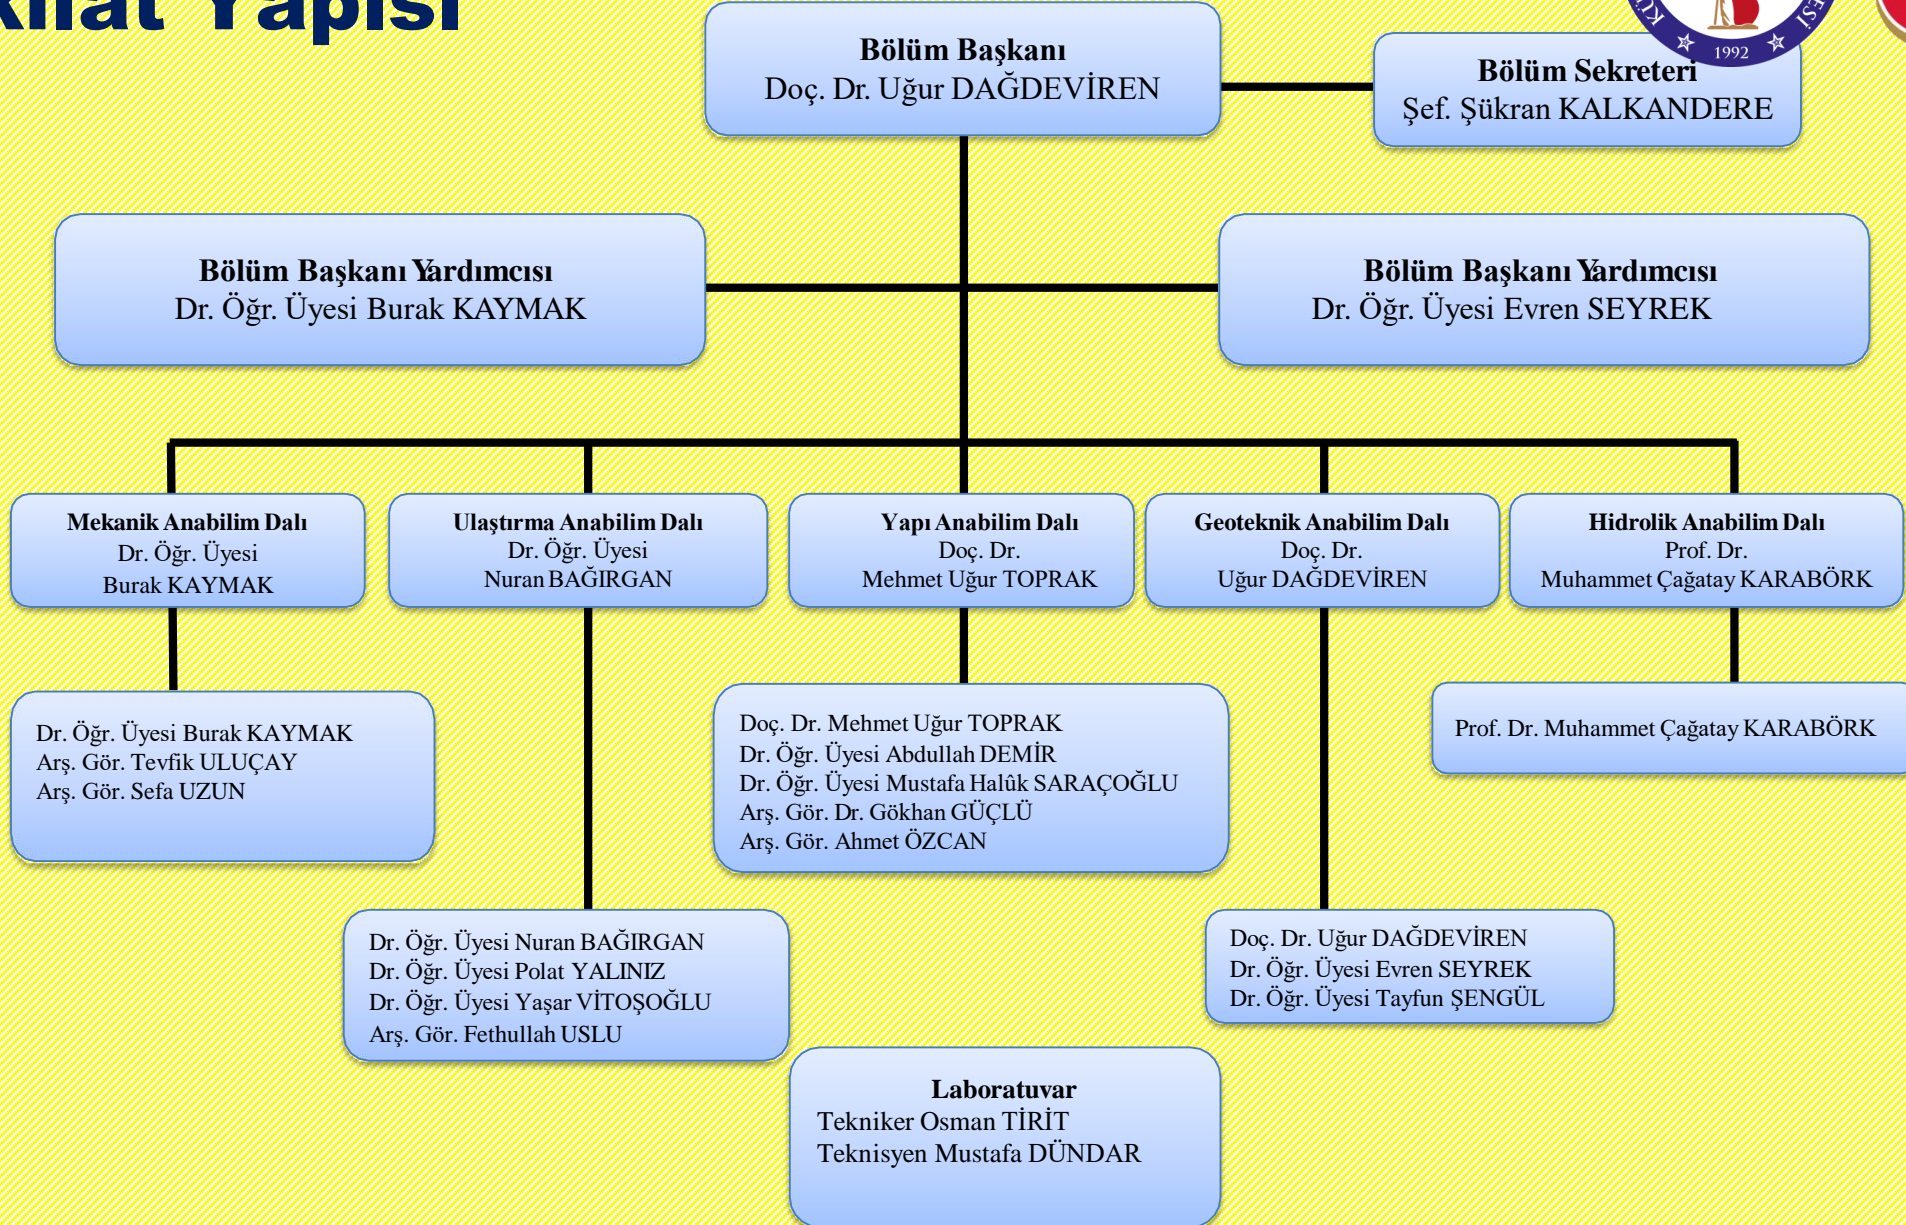 Yapısı
Bölüm Başkanı
Doç. Dr. Uğur DAĞDEVİREN
1992
Bölüm Sekreteri
Şef. Şükran KALKANDERE
Bölüm Başkanı Yardımcısı
Dr. Öğr. Üyesi Burak KAYMAK
Bölüm Başkanı Yardımcısı
Dr. Öğr. Üyesi Evren SEYREK
Mekanik Anabilim Dalı
Dr. Öğr. Üyesi
Burak KAYMAK
Ulaştırma Anabilim Dalı
Dr. Öğr. Üyesi
Nuran BAĞIRGAN
Yapı Anabilim Dalı
Doç. Dr.
Mehmet Uğur TOPRAK
Geoteknik Anabilim Dalı
Doç. Dr.
Uğur DAĞDEVİREN
Hidrolik Anabilim Dalı
Prof. Dr.
Muhammet Çağatay KARABÖRK
Dr. Öğr. Üyesi Burak KAYMAK
Arş. Gör. Tevfik ULUÇAY
Arş. Gör. Sefa UZUN
Doç. Dr. Mehmet Uğur TOPRAK
Dr. Öğr. Üyesi Abdullah DEMİR
Dr. Öğr. Üyesi Mustafa Halûk SARAÇOĞLU
Arş. Gör. Dr. Gökhan GÜÇLÜ
Arş. Gör. Ahmet ÖZCAN
Prof. Dr. Muhammet Çağatay KARABÖRK
Dr. Öğr. Üyesi Nuran BAĞIRGAN
Dr. Öğr. Üyesi Polat YALINIZ
Dr. Öğr. Üyesi Yaşar VİTOŞOĞLU
Arş. Gör. Fethullah USLU
Doç. Dr. Uğur DAĞDEVİREN
Dr. Öğr. Üyesi Evren SEYREK
Dr. Öğr. Üyesi Tayfun ŞENGÜL
Laboratuvar
Tekniker Osman TİRİT
Teknisyen Mustafa DÜNDAR